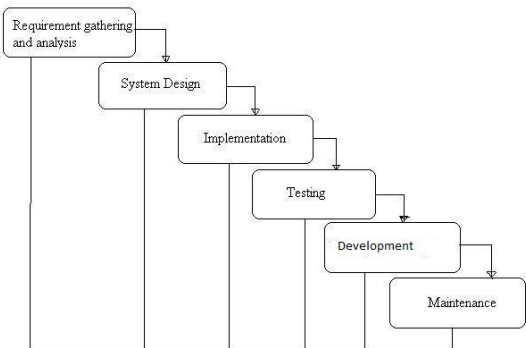 Requirement gathering
and analysis
System Design
Implementation
Testing
Development
Maintenance